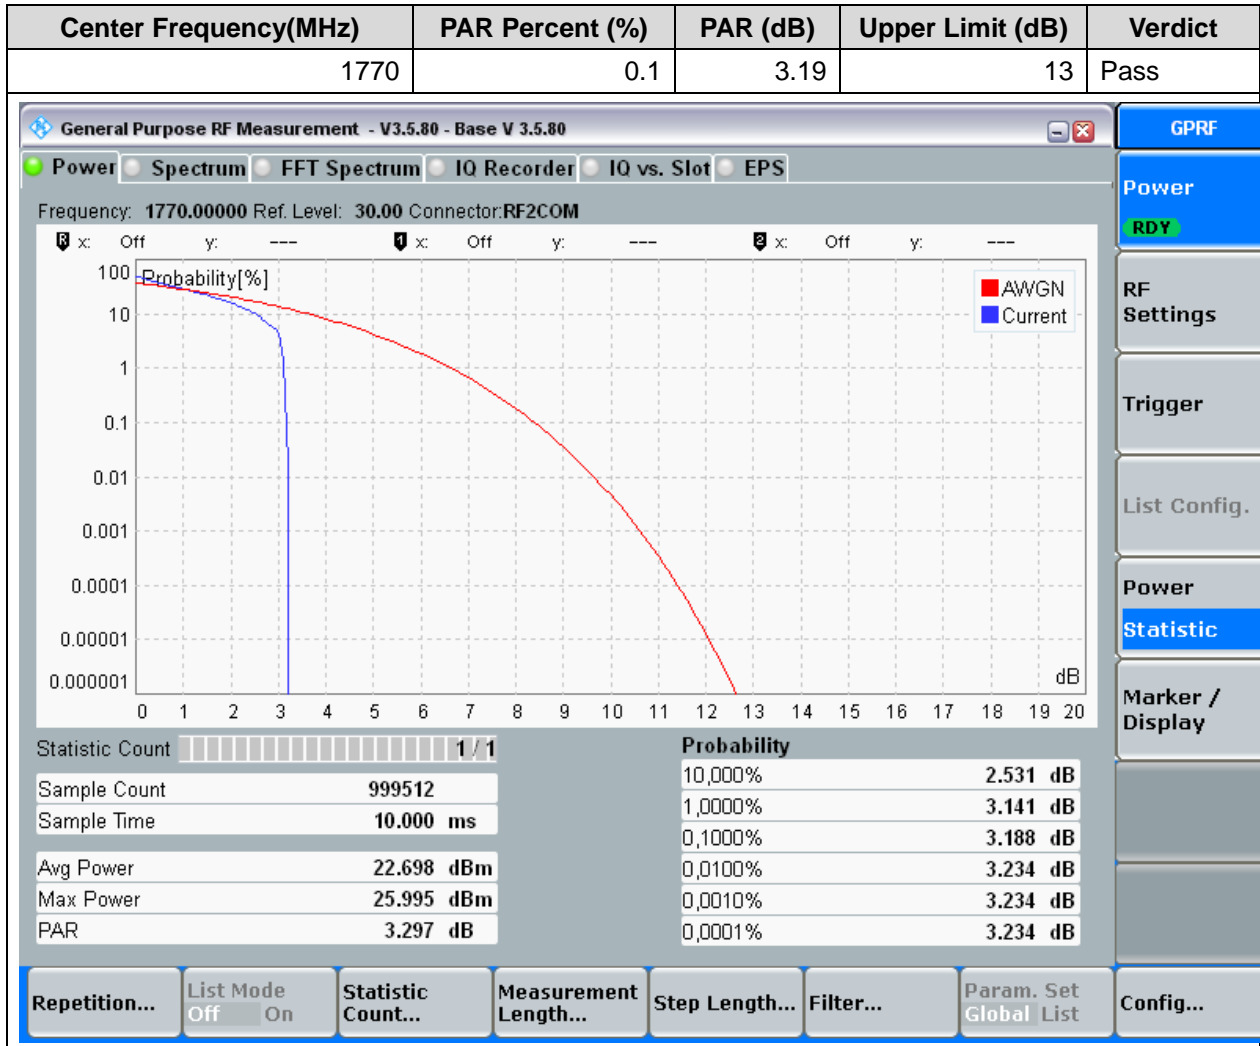 Center Frequency(MHz) PAR Percent (%) PAR (dB) Upper Limit (dB) Verdict
1770 0.1 3.19 13 Pass
General Purpose RF Measurement - V3.5.80 - Base V 3.5.80
GPRF
Power Spectrum FFT Spectrum IQ Recorder IQ vs. Slot EPS
Power
RDY
Frequency: 1770.00000 Ref. Level: 30.00 Connector:RF2COM
R x: Off y: --- 1 x: Off y: --- 2 x: Off y: ---
100 Probability[%]
AWGN
Current
10
1
0.1
0.01
0.001
0.0001
0.00001
0.000001
dB
0 1 2 3 4 5 6 7 8 9 10 11 12 13 14 15 16 17 18 19 20
RF
Settings
Trigger
List Config.
Power
Statistic
Marker /
Display
Statistic Count 1 / 1
Sample Count 999512
Sample Time 10.000 ms
Avg Power 22.698 dBm
Max Power 25.995 dBm
PAR 3.297 dB
Probability
10,000% 2.531 dB
1,0000% 3.141 dB
0,1000% 3.188 dB
0,0100% 3.234 dB
0,0010% 3.234 dB
0,0001% 3.234 dB
Repetition...
List Mode
Off On
Statistic
Count...
Measurement
Length...
Step Length...
Filter...
Param. Set
Global List
Config...